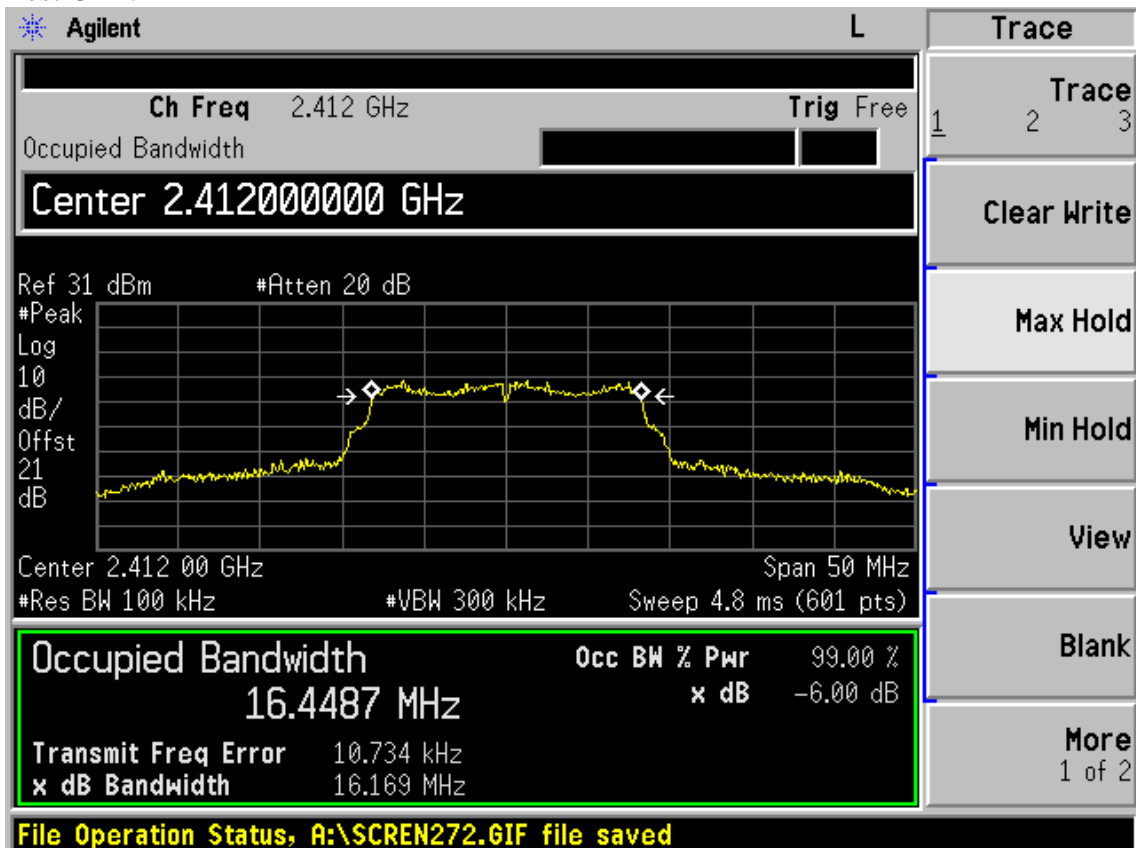 Agilent L
Trace
Ch Freq 2.412 GHz Trig Free
Occupied Bandwidth
Center 2.412000000 GHz
Ref 31 dBm #Atten 20 dB
#Peak
Log
10
dB/
Offst
21
dB
Center 2.412 00 GHz Span 50 MHz
#Res BW 100 kHz #VBW 300 kHz Sweep 4.8 ms (601 pts)
Occupied Bandwidth Occ BW % Pwr 99.00 %
16.4487 MHz x dB -6.00 dB
Transmit Freq Error 10.734 kHz
x dB Bandwidth 16.169 MHz
Trace
1 2 3
Clear Write
Max Hold
Min Hold
View
Blank
More
1 of 2
File Operation Status, A:\SCREN272.GIF file saved